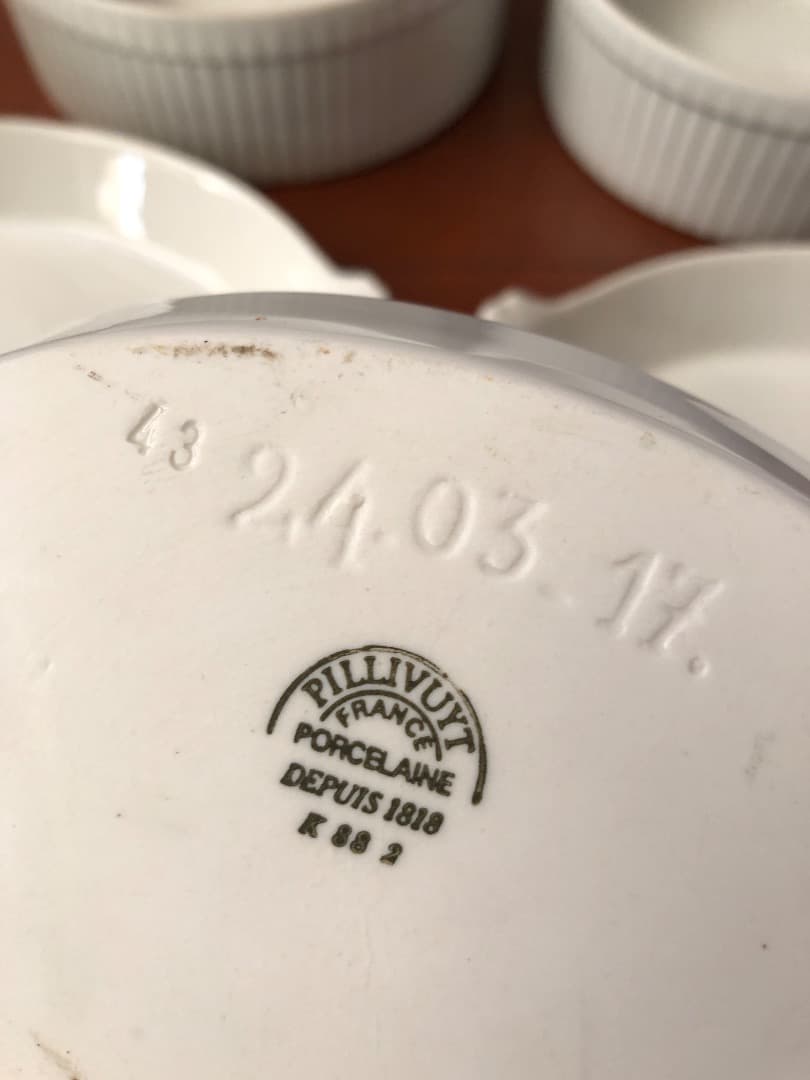 43 24.03.17.
PILLIVUYT
FRANCE
PORCELAINE
DEPUIS 1818
K 88 2